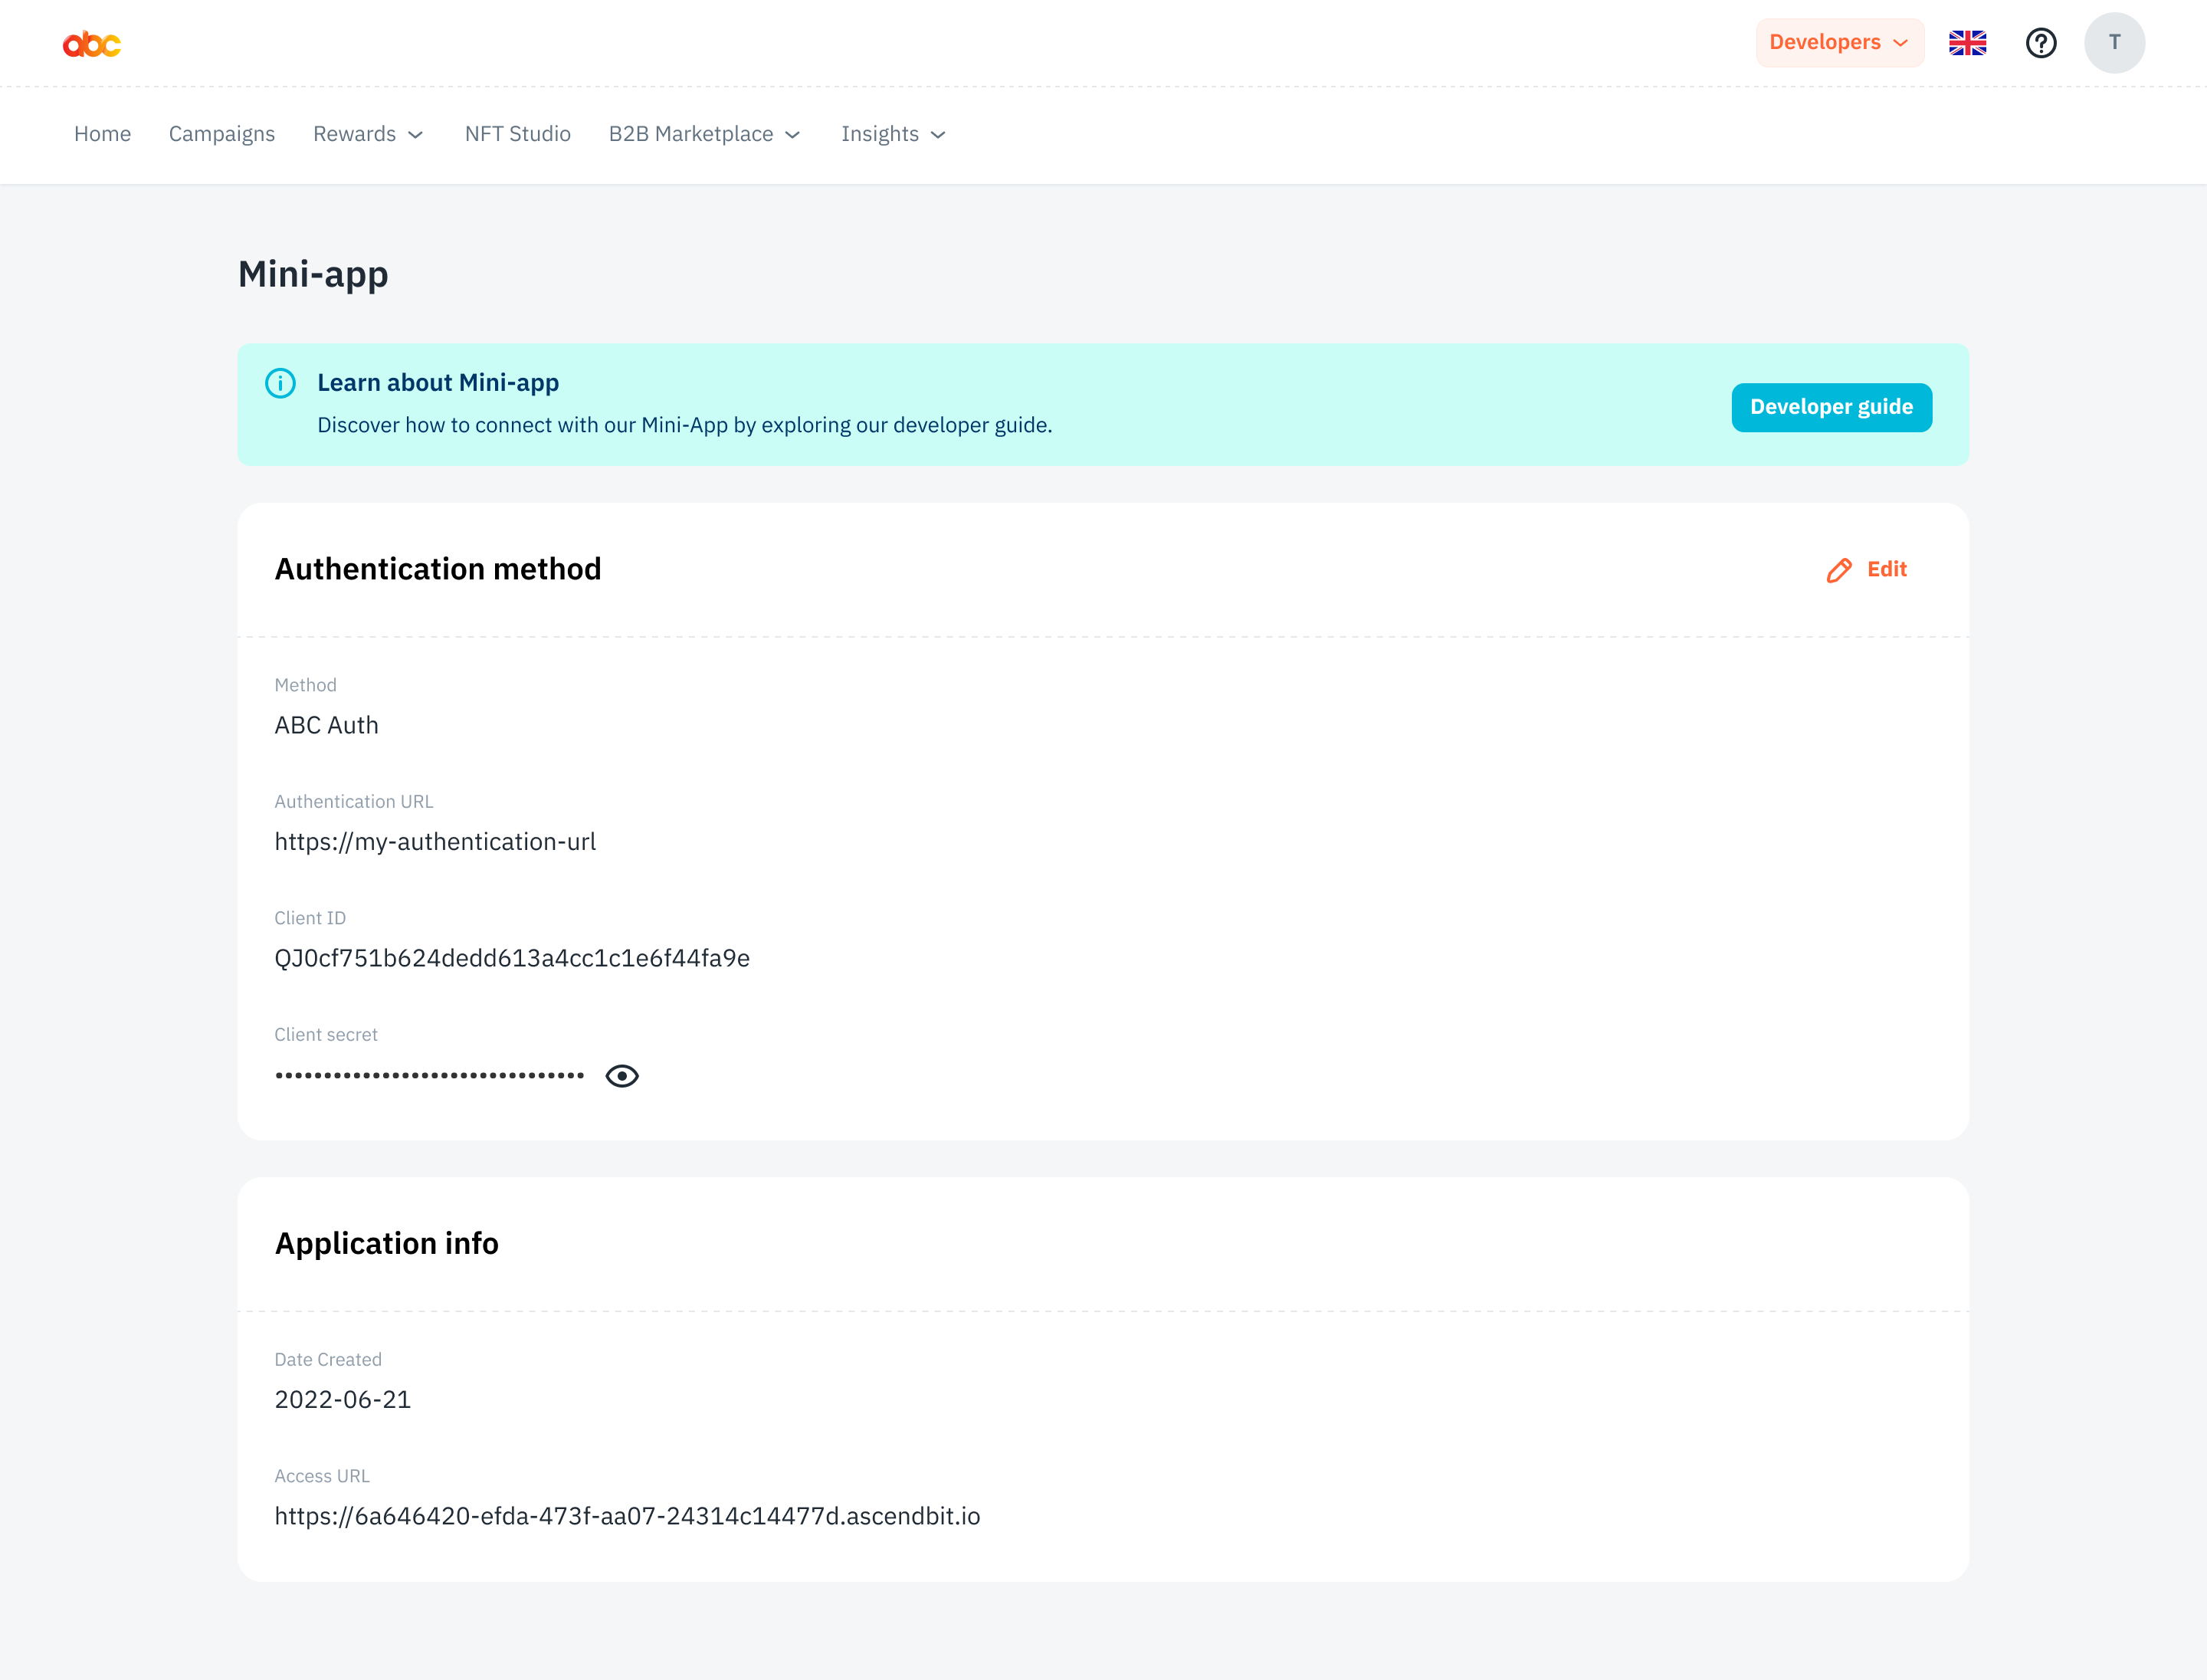 abc
Developers
T
Home Campaigns Rewards NFT Studio B2B Marketplace Insights
Mini-app
Learn about Mini-app
Discover how to connect with our Mini-App by exploring our developer guide.
Developer guide
Authentication method
Edit
Method
ABC Auth
Authentication URL
https://my-authentication-url
Client ID
QJ0cf751b624dedd613a4cc1c1e6f44fa9e
Client secret
••••••••••••••••••••••••••••••••
Application info
Date Created
2022-06-21
Access URL
https://6a646420-efda-473f-aa07-24314c14477d.ascendbit.io